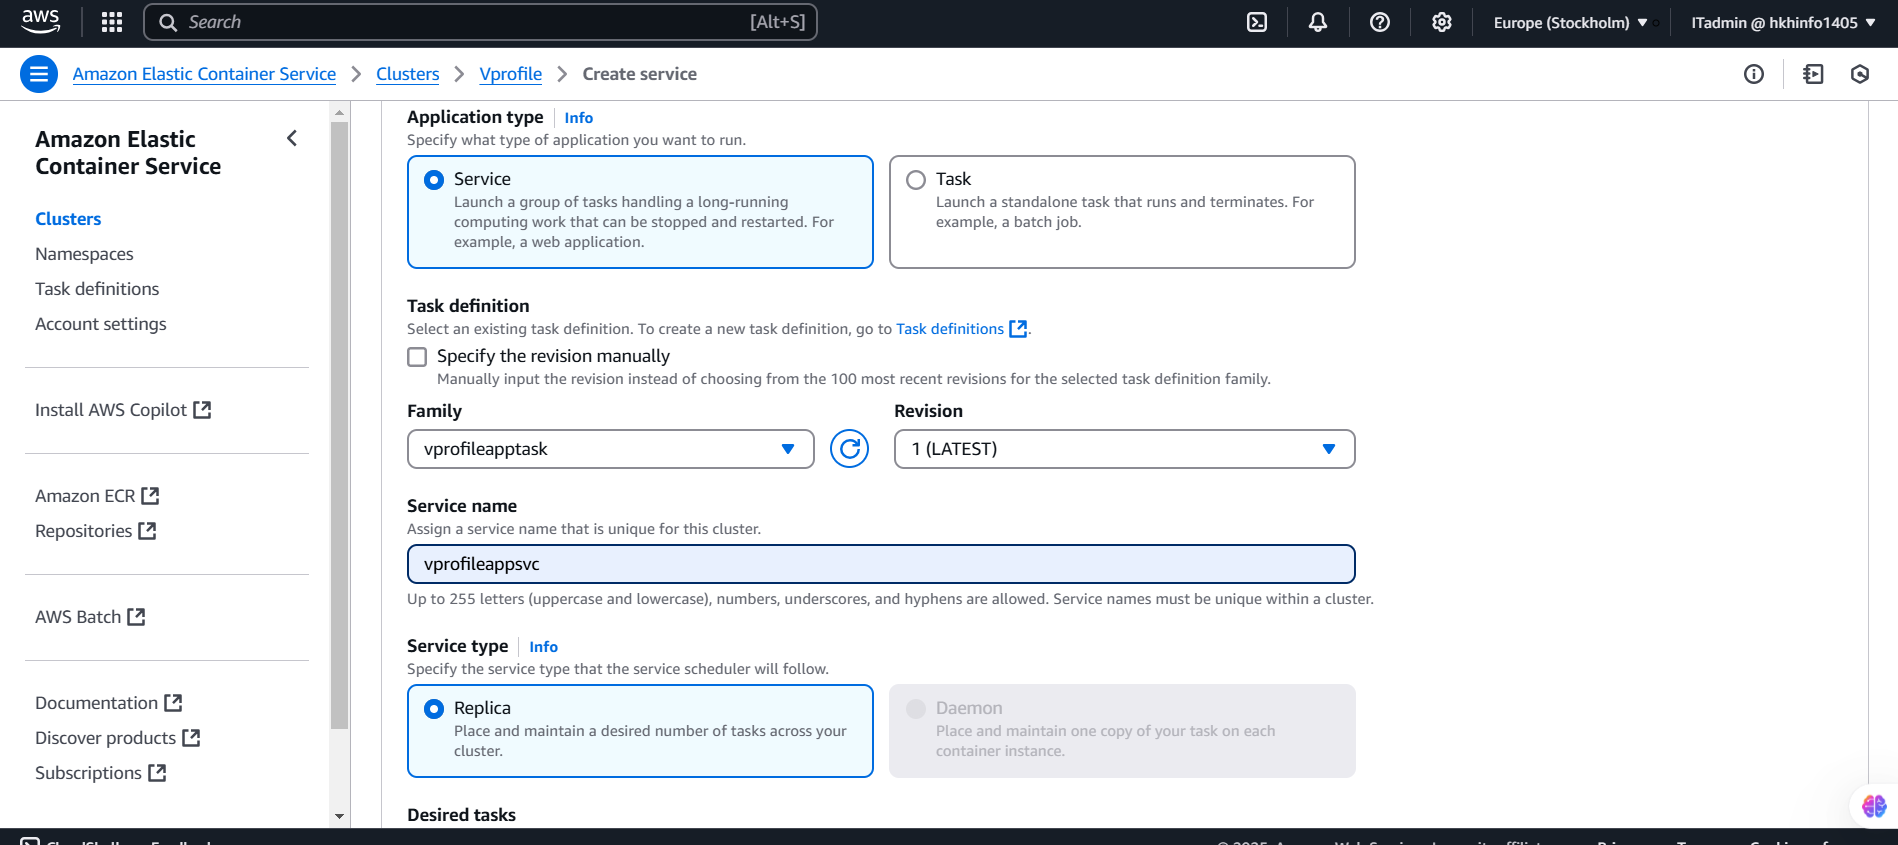 aws
Search
[Alt+S]
Europe (Stockholm)
ITadmin @ hkhinfo1405
Amazon Elastic Container Service
Clusters
Vprofile
Create service
Amazon Elastic
Container Service
Clusters
Namespaces
Task definitions
Account settings
Install AWS Copilot
Amazon ECR
Repositories
AWS Batch
Documentation
Discover products
Subscriptions
Application type
Info
Specify what type of application you want to run.
Service
Launch a group of tasks handling a long-running
computing work that can be stopped and restarted. For
example, a web application.
Task
Launch a standalone task that runs and terminates. For
example, a batch job.
Task definition
Select an existing task definition. To create a new task definition, go to Task definitions.
Specify the revision manually
Manually input the revision instead of choosing from the 100 most recent revisions for the selected task definition family.
Family
Revision
vprofileapptask
1 (LATEST)
Service name
Assign a service name that is unique for this cluster.
vprofileappsvc
Up to 255 letters (uppercase and lowercase), numbers, underscores, and hyphens are allowed. Service names must be unique within a cluster.
Service type
Info
Specify the service type that the service scheduler will follow.
Replica
Place and maintain a desired number of tasks across your
cluster.
Daemon
Place and maintain one copy of your task on each
container instance.
Desired tasks